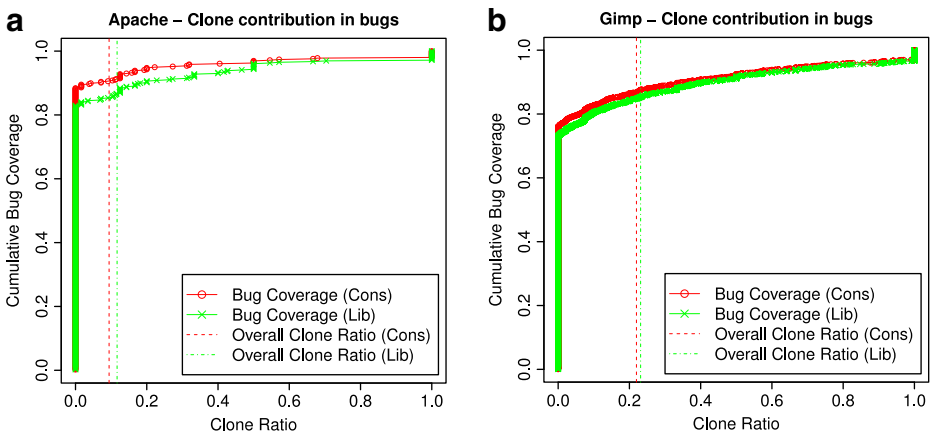 a
Apache – Clone contribution in bugs
Cumulative Bug Coverage
1.0
0.8
0.6
0.4
0.2
0.0
Bug Coverage (Cons)
Bug Coverage (Lib)
Overall Clone Ratio (Cons)
Overall Clone Ratio (Lib)
0.0 0.2 0.4 0.6 0.8 1.0
Clone Ratio
b
Gimp – Clone contribution in bugs
Cumulative Bug Coverage
1.0
0.8
0.6
0.4
0.2
0.0
Bug Coverage (Cons)
Bug Coverage (Lib)
Overall Clone Ratio (Cons)
Overall Clone Ratio (Lib)
0.0 0.2 0.4 0.6 0.8 1.0
Clone Ratio